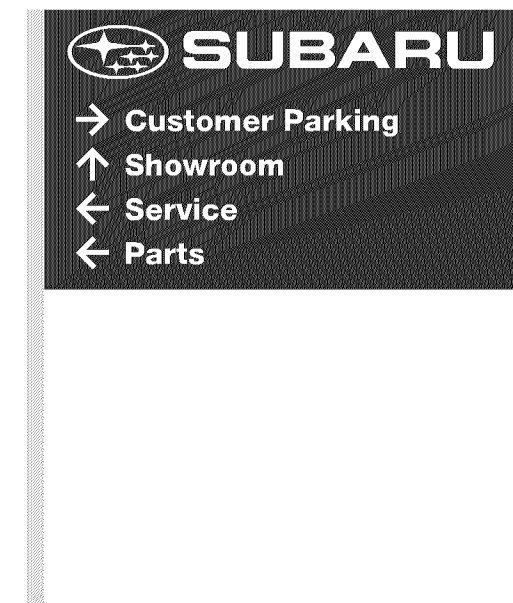 SUBARU
→ Customer Parking
↑ Showroom
← Service
← Parts